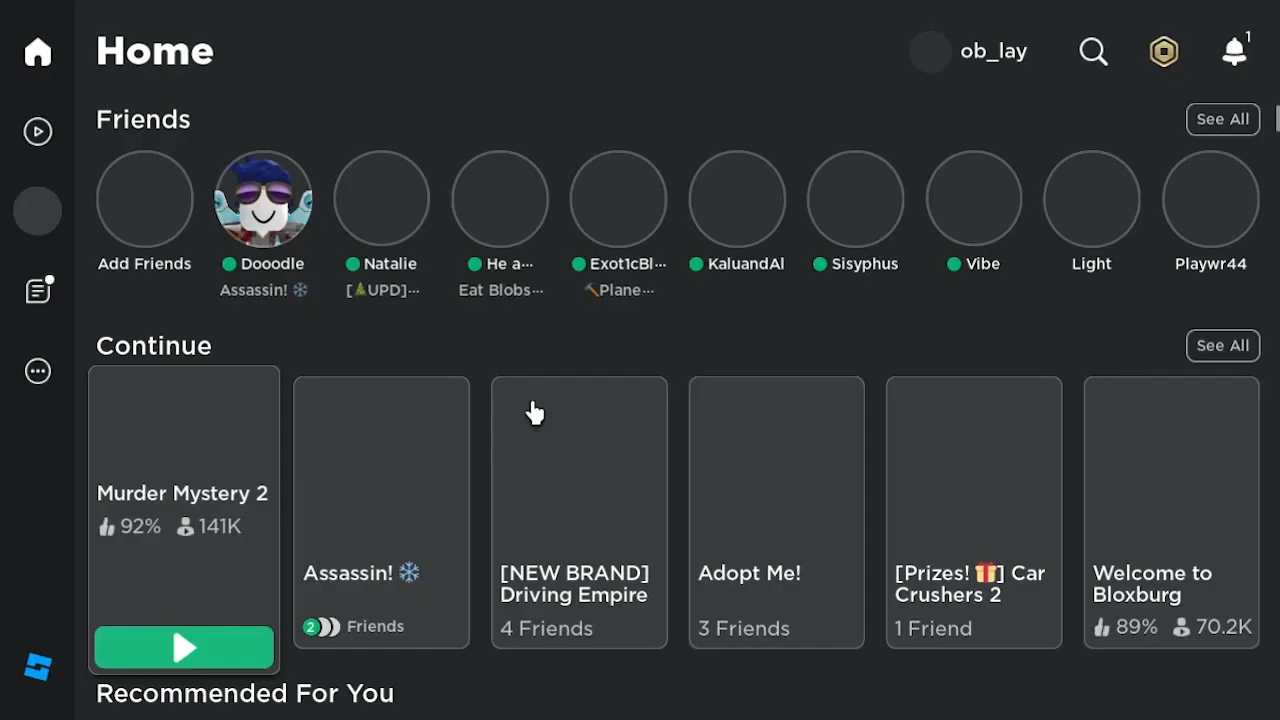 Home
ob_lay
1
Friends
See All
Add Friends
Dooodle
Natalie
He a···
Exot1cBl···
KaluandAl
Sisyphus
Vibe
Light
Playwr44
Assassin! ❄️
[🌲UPD]···
Eat Blobs···
🔨Plane···
Continue
See All
Murder Mystery 2
92% 141K
Assassin! ❄️
2 Friends
[NEW BRAND]
Driving Empire
4 Friends
Adopt Me!
3 Friends
[Prizes! 🎁] Car
Crushers 2
1 Friend
Welcome to
Bloxburg
89% 70.2K
Recommended For You